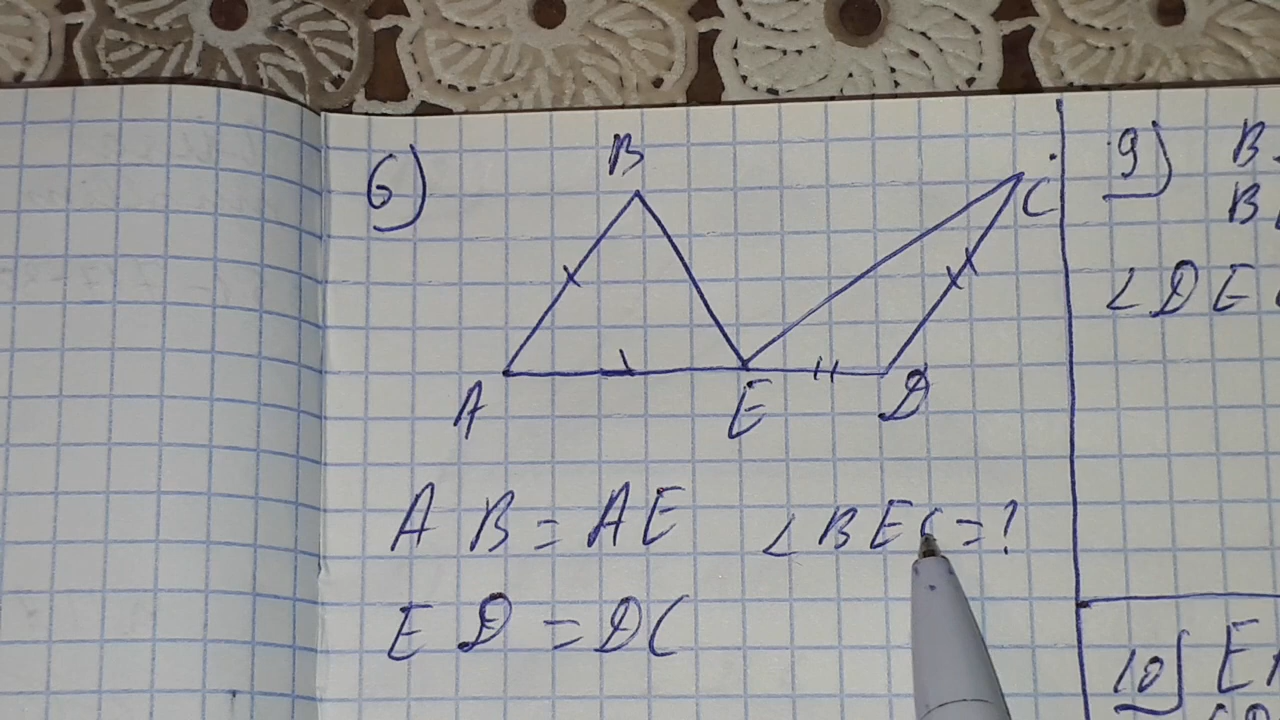 6)
B
C
A
E
D
AB = AE
∠BEC = ?
ED = DC
9) B
B
∠DE
10) E